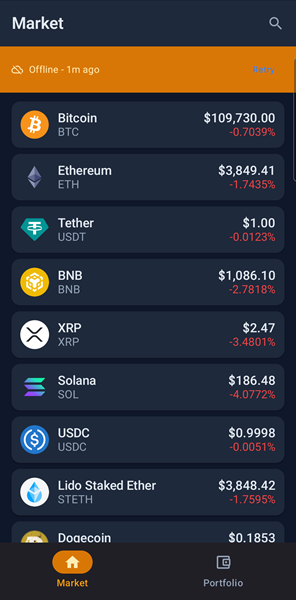 Market
Offline - 1m ago
Retry
Bitcoin
$109,730.00
BTC
-0.7039%
Ethereum
$3,849.41
ETH
-1.7435%
Tether
$1.00
USDT
-0.0123%
BNB
$1,086.10
BNB
-2.7818%
XRP
$2.47
XRP
-3.4801%
Solana
$186.48
SOL
-4.0772%
USDC
$0.9998
USDC
-0.0051%
Lido Staked Ether
$3,848.42
STETH
-1.7595%
Dogecoin
$0.1853
Market
Portfolio